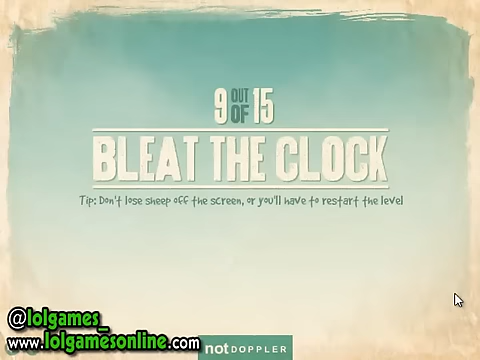 9 OUT OF 15
BLEAT THE CLOCK
Tip: Don't lose sheep off the screen, or you'll have to restart the level
@lolgames_
www.lolgamesonline.com
notDOPPLER